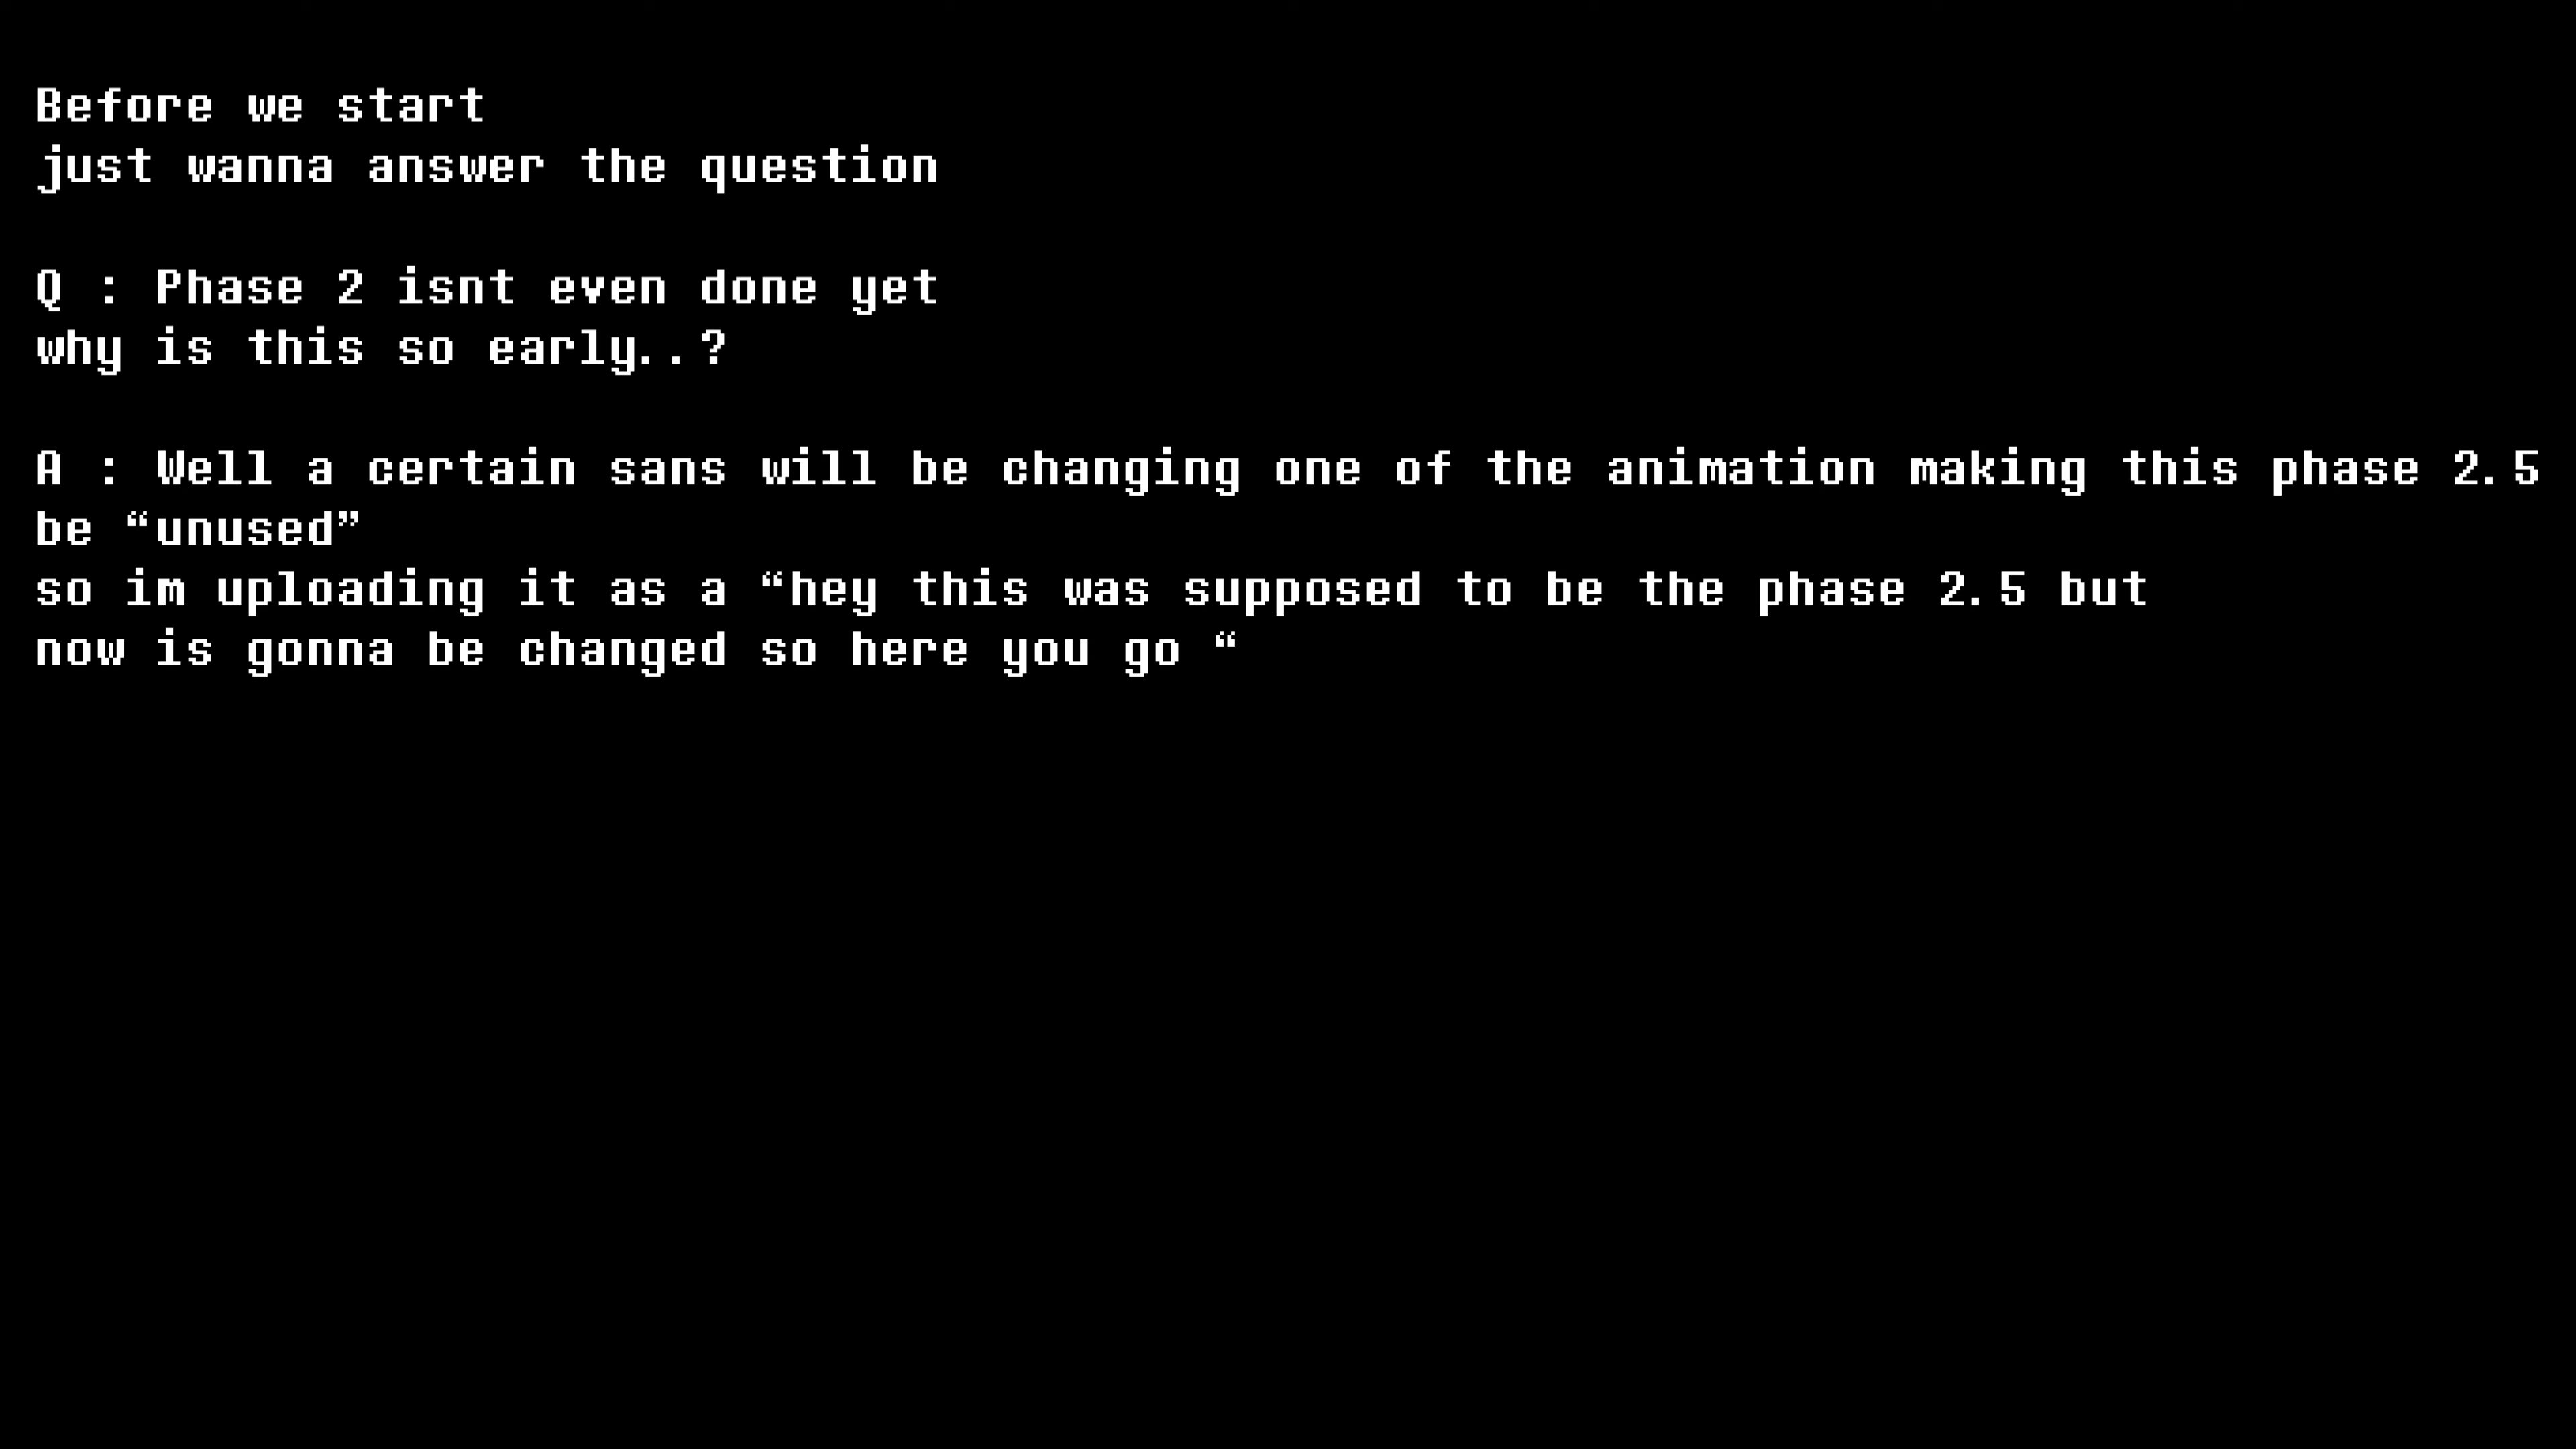 Before we start
just wanna answer the question
Q : Phase 2 isnt even done yet
why is this so early..?
A : Well a certain sans will be changing one of the animation making this phase 2.5
be “unused”
so im uploading it as a “hey this was supposed to be the phase 2.5 but
now is gonna be changed so here you go “